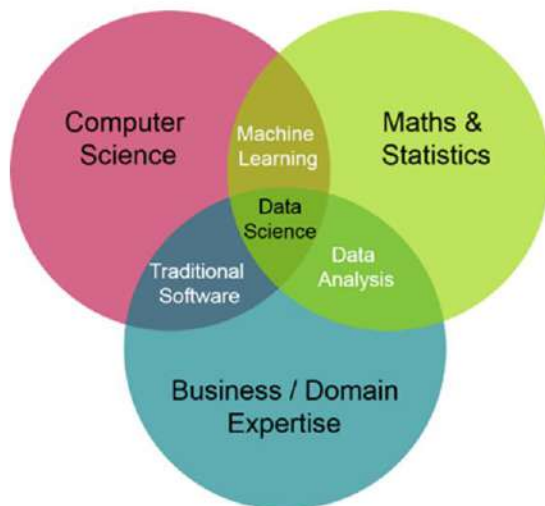 Computer
Science
Machine
Learning
Maths &
Statistics
Data
Science
Traditional
Software
Data
Analysis
Business / Domain
Expertise